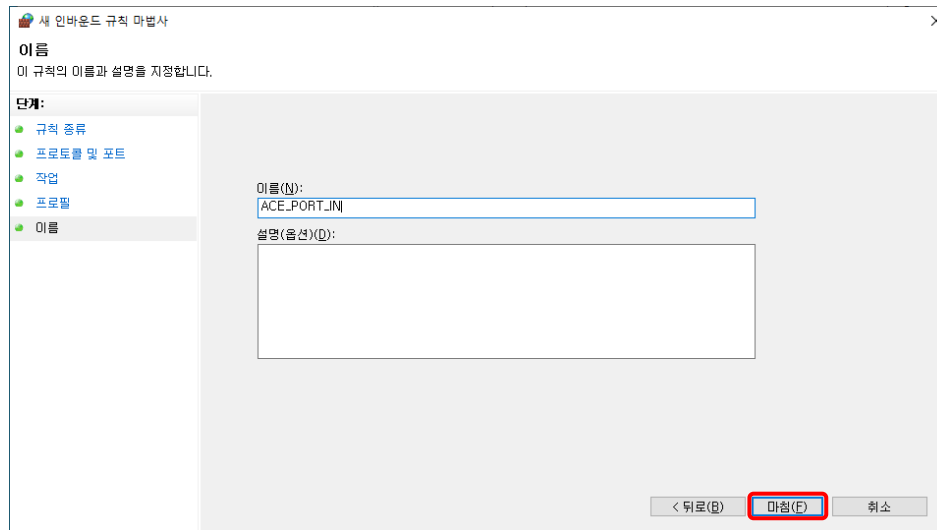 새 인바운드 규칙 마법사
이름
이 규칙의 이름과 설명을 지정합니다.
단계:
규칙 종류
프로토콜 및 포트
작업
프로필
이름
이름(N):
ACE_PORT_IN
설명(옵션)(D):
< 뒤로(B) 마침(F) 취소